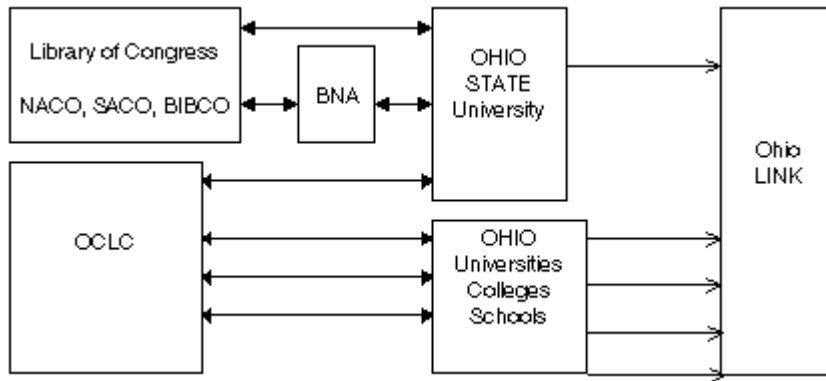 Library of Congress
NACO, SACO, BIBCO
BNA
OHIO
STATE
University
Ohio
LINK
OCLC
OHIO
Universities
Colleges
Schools